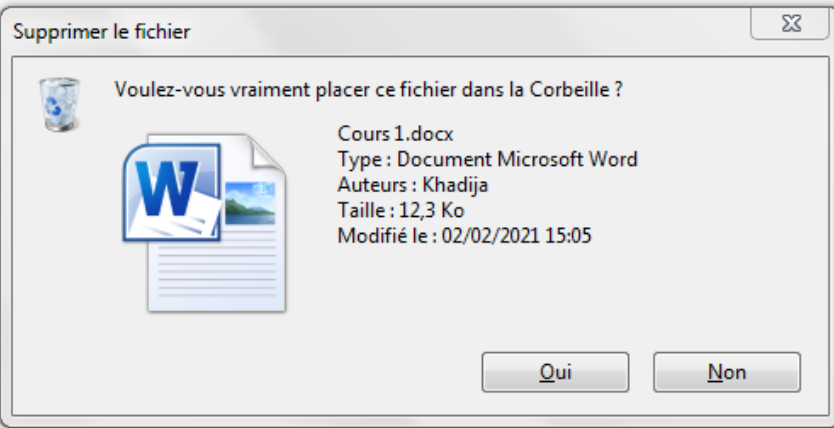 Supprimer le fichier
Voulez-vous vraiment placer ce fichier dans la Corbeille ?
Cours 1.docx
Type : Document Microsoft Word
Auteurs : Khadija
Taille : 12,3 Ko
Modifié le : 02/02/2021 15:05
W
Oui
Non